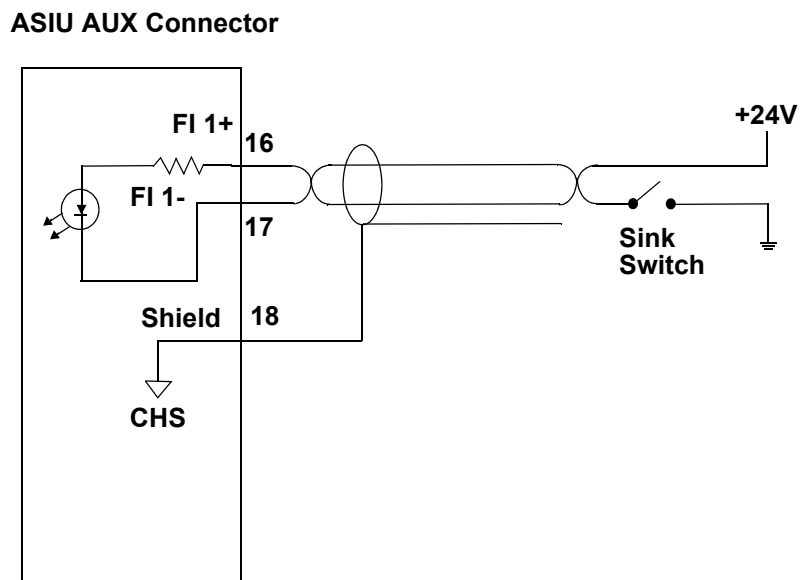 ASIU AUX Connector
+24V
FI 1+
16
FI 1-
17
Sink
Switch
Shield
18
CHS